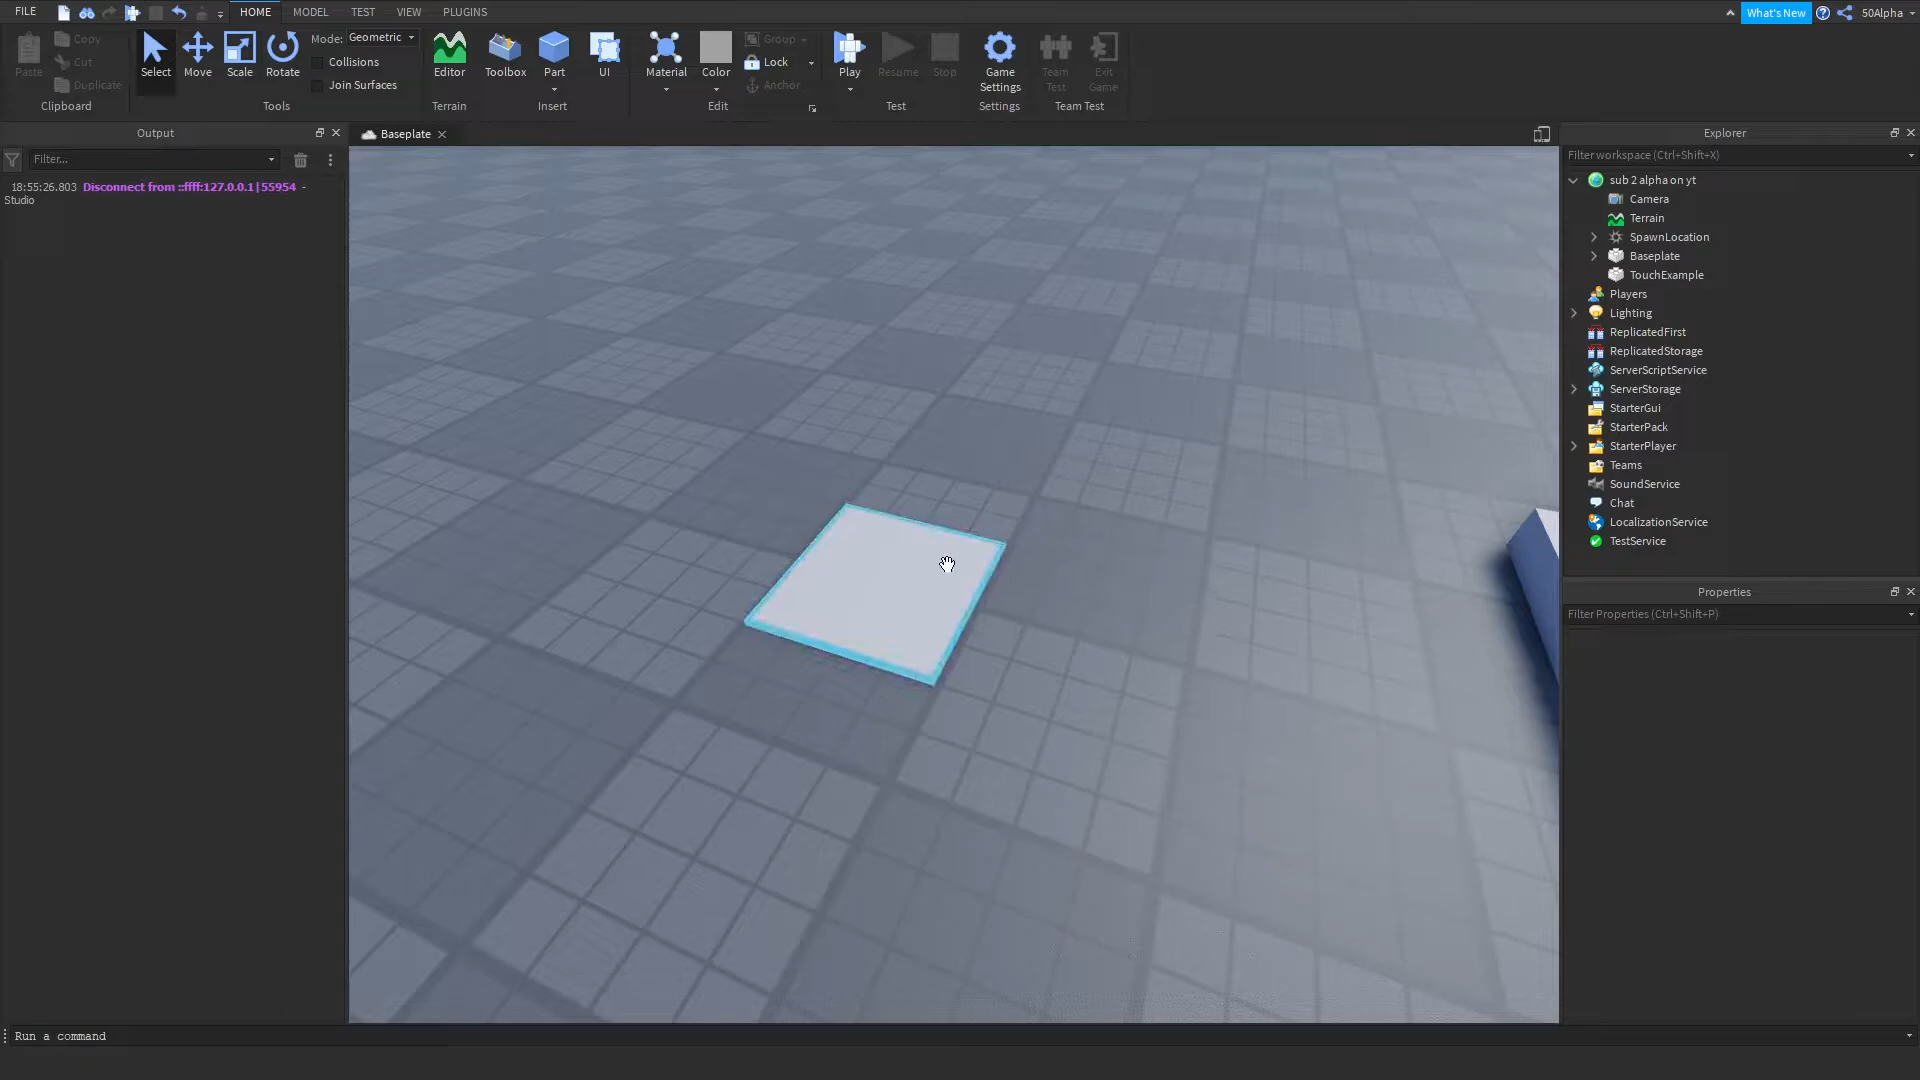 FILE
HOME
MODEL
TEST
VIEW
PLUGINS
What's New
50Alpha
Paste
Copy
Cut
Duplicate
Clipboard
Select
Move
Scale
Rotate
Mode:
Geometric
Collisions
Join Surfaces
Tools
Editor
Terrain
Toolbox
Part
UI
Insert
Material
Color
Group
Lock
Anchor
Edit
Play
Resume
Stop
Test
Game
Settings
Settings
Team
Test
Exit
Game
Team Test
Output
Filter...
18:55:26.803 Disconnect from ::ffff:127.0.0.1|55954 -
Studio
Baseplate
Explorer
Filter workspace (Ctrl+Shift+X)
sub 2 alpha on yt
Camera
Terrain
SpawnLocation
Baseplate
TouchExample
Players
Lighting
ReplicatedFirst
ReplicatedStorage
ServerScriptService
ServerStorage
StarterGui
StarterPack
StarterPlayer
Teams
SoundService
Chat
LocalizationService
TestService
Properties
Filter Properties (Ctrl+Shift+P)
Run a command